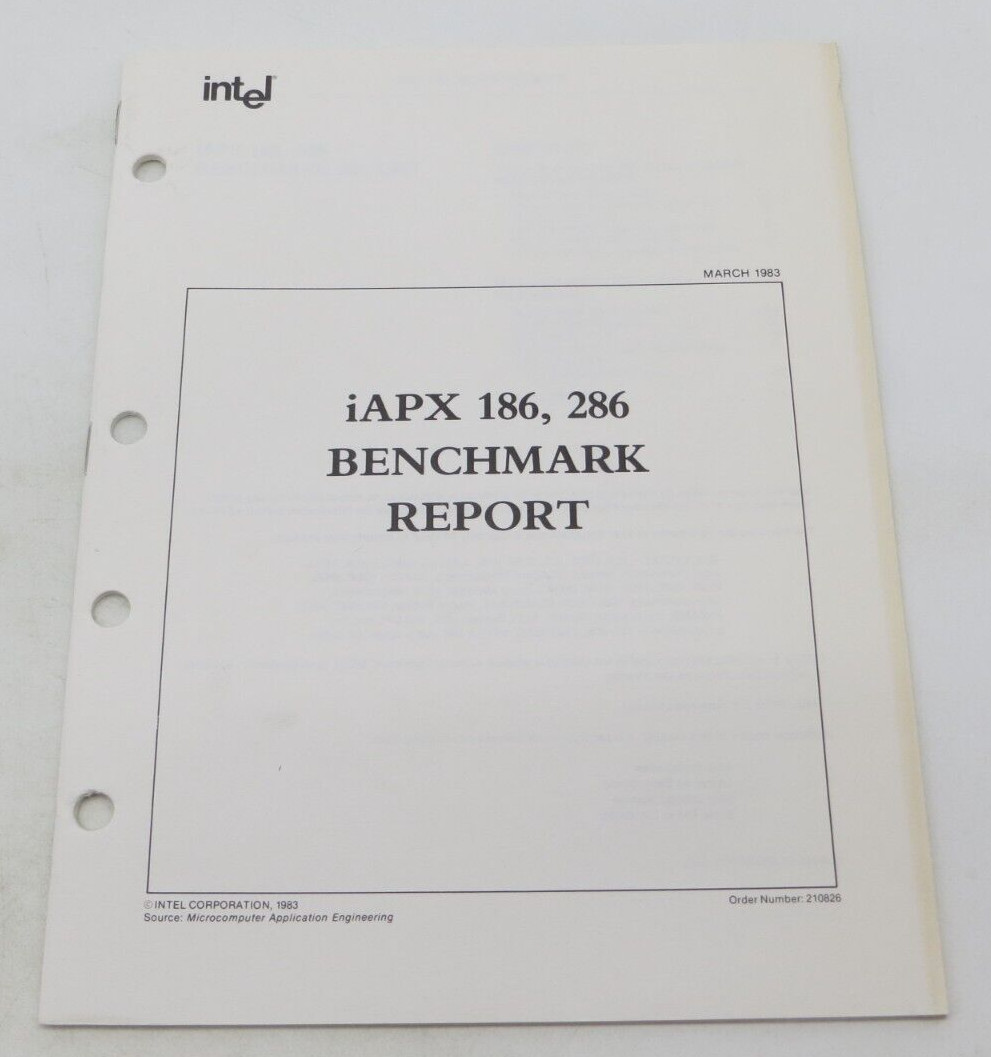 intel
MARCH 1983
iAPX 186, 286
BENCHMARK
REPORT
© INTEL CORPORATION, 1983
Order Number: 210826
Source: Microcomputer Application Engineering